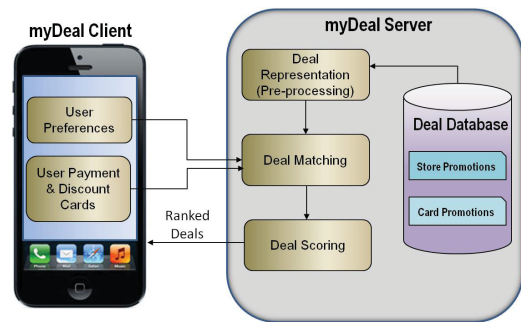 myDeal Client
User
Preferences
User Payment
& Discount
Cards
Phone
Mail
Safari
Music
Ranked
Deals
myDeal Server
Deal
Representation
(Pre-processing)
Deal Matching
Deal Scoring
Deal Database
Store Promotions
Card Promotions